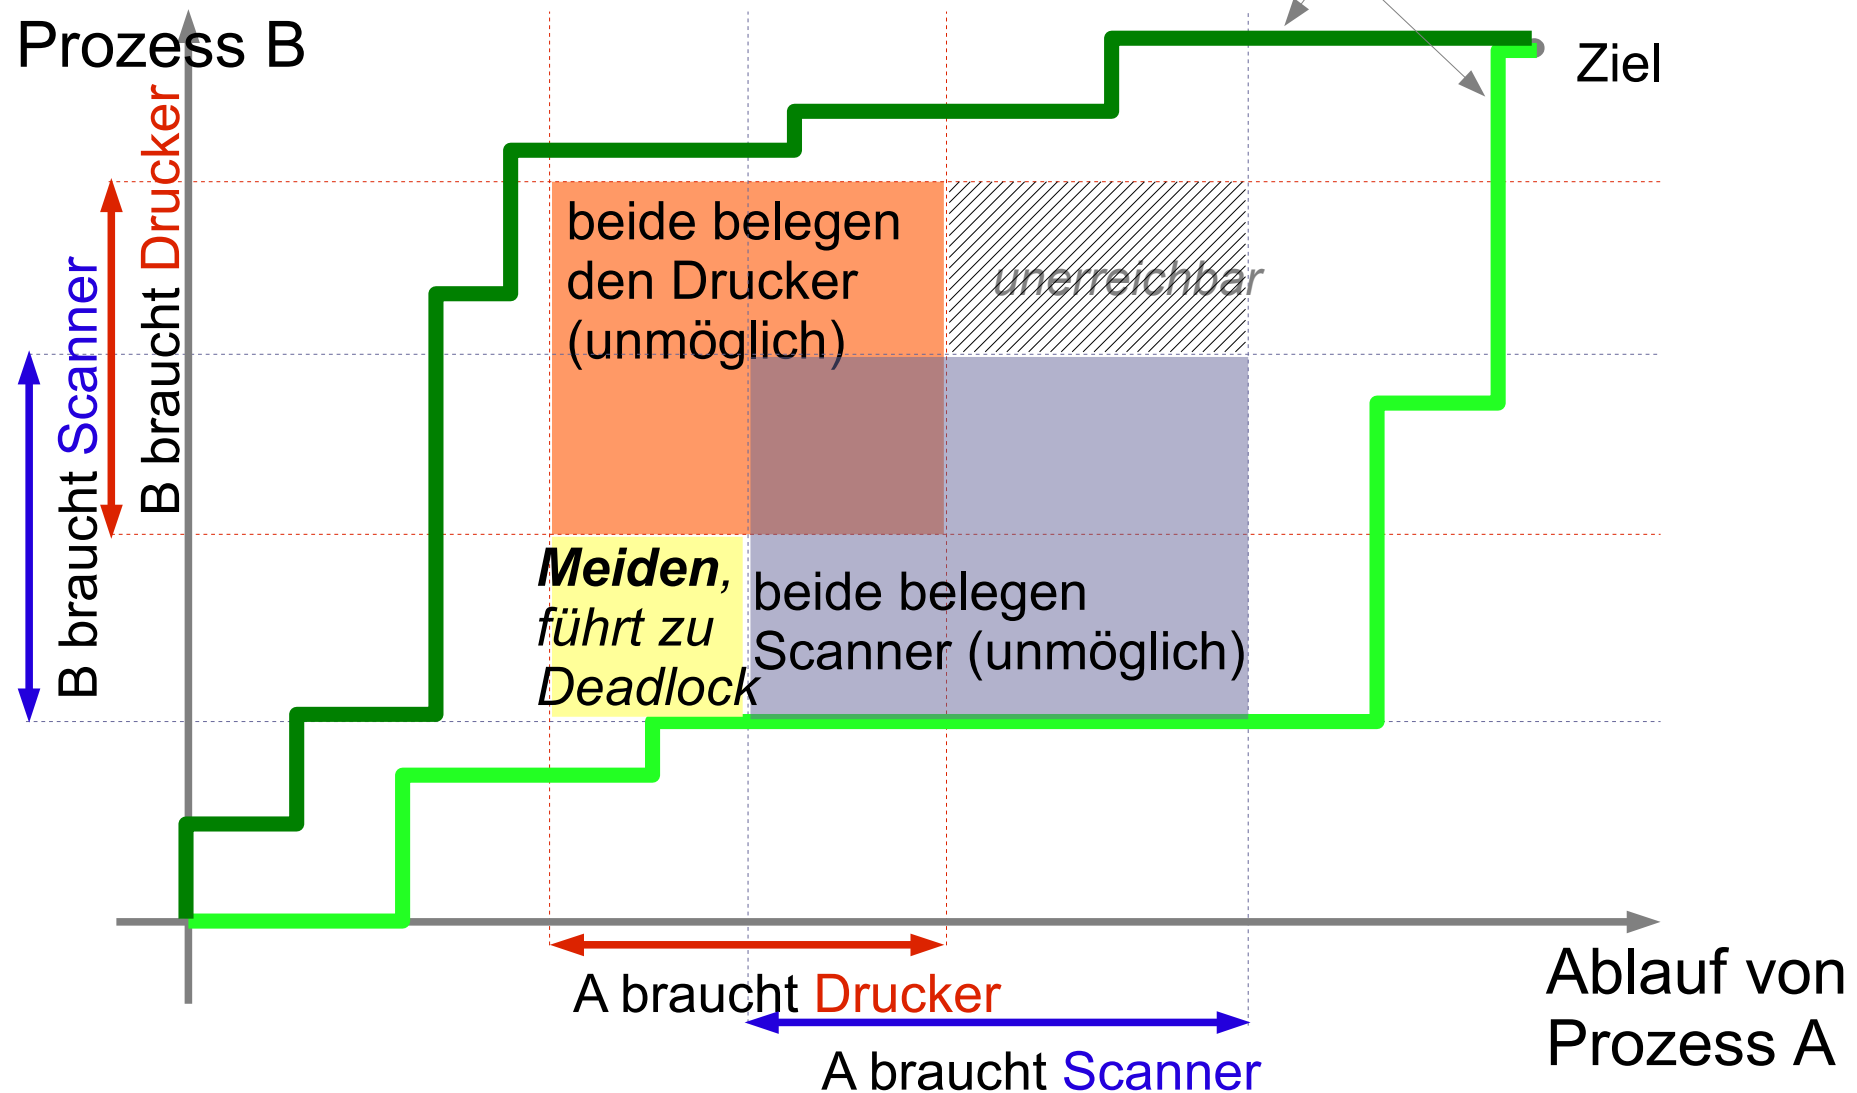 Prozess B
Ziel
B braucht Scanner
B braucht Drucker
beide belegen
den Drucker
(unmöglich)
unerreichbar
Meiden,
führt zu
Deadlock
beide belegen
Scanner (unmöglich)
A braucht Drucker
A braucht Scanner
Ablauf von
Prozess A